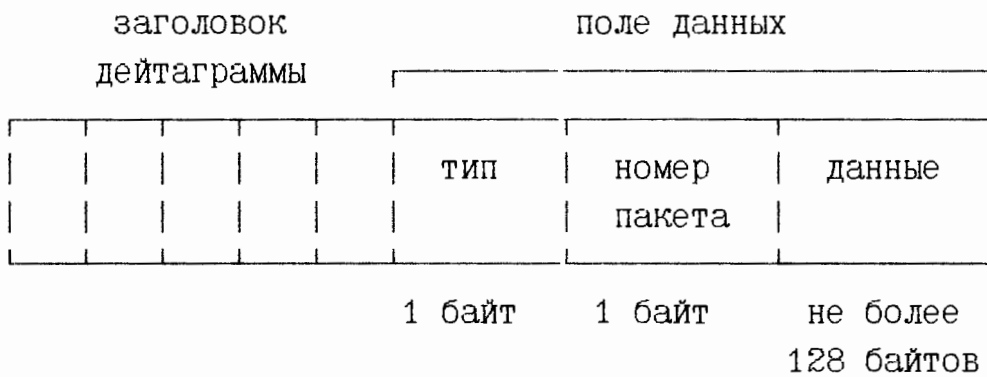 заголовок
дейтаграммы
поле данных
тип
номер
пакета
данные
1 байт
1 байт
не более
128 байтов